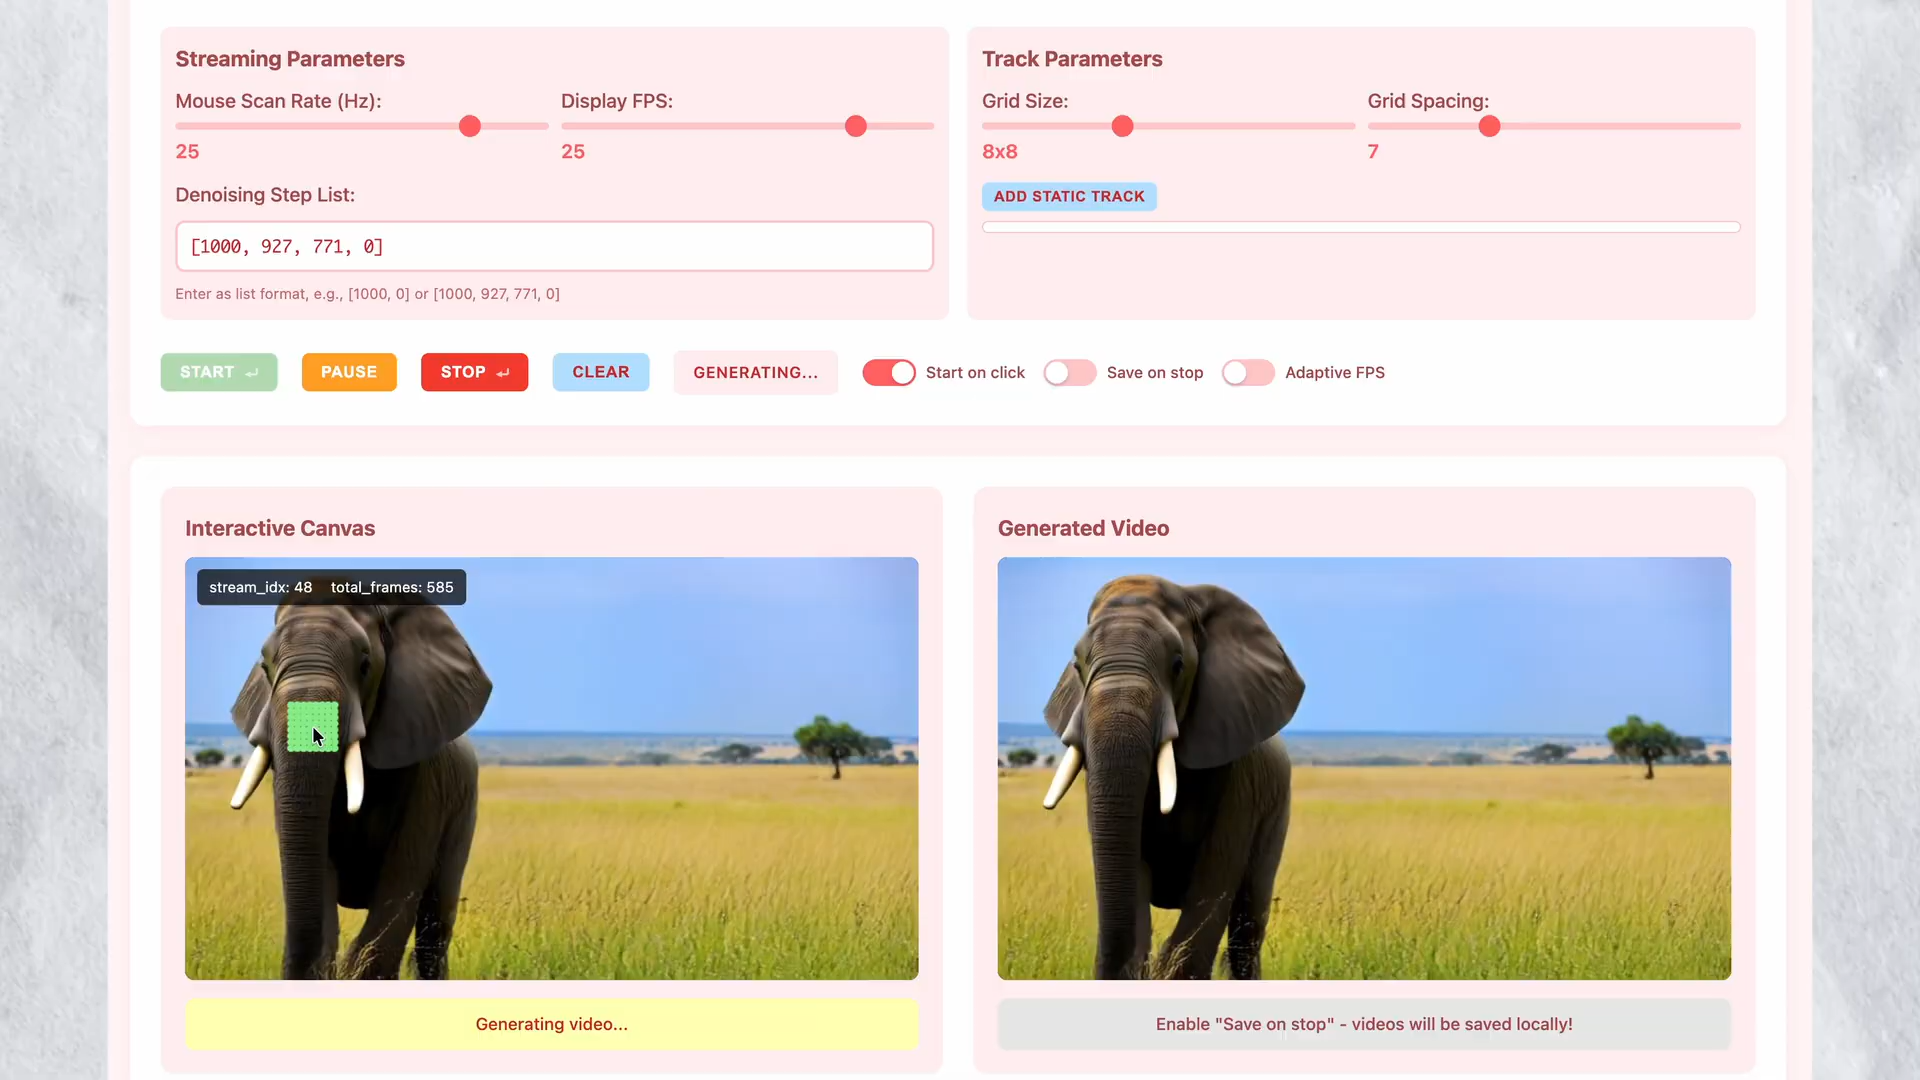 Streaming Parameters
Mouse Scan Rate (Hz):
25
Display FPS:
25
Denoising Step List:
[1000, 927, 771, 0]
Enter as list format, e.g., [1000, 0] or [1000, 927, 771, 0]
Track Parameters
Grid Size:
8x8
Grid Spacing:
7
ADD STATIC TRACK
START ↵
PAUSE
STOP ↵
CLEAR
GENERATING...
Start on click
Save on stop
Adaptive FPS
Interactive Canvas
stream_idx: 48 total_frames: 585
Generating video...
Generated Video
Enable "Save on stop" - videos will be saved locally!